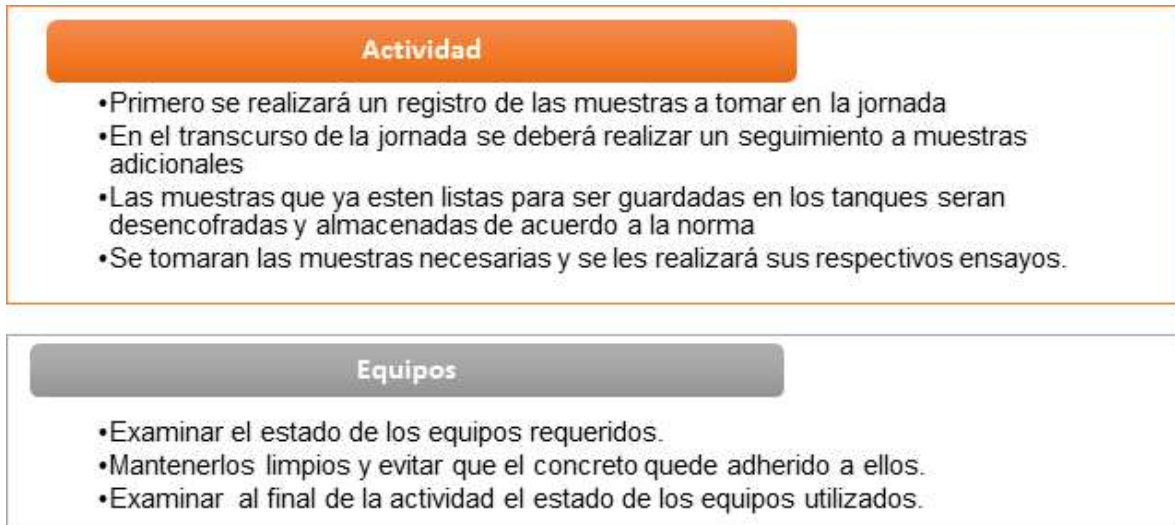 Actividad
•Primero se realizará un registro de las muestras a tomar en la jornada
•En el transcurso de la jornada se deberá realizar un seguimiento a muestras
adicionales
•Las muestras que ya esten listas para ser guardadas en los tanques seran
desencofradas y almacenadas de acuerdo a la norma
•Se tomaran las muestras necesarias y se les realizará sus respectivos ensayos.
Equipos
•Examinar el estado de los equipos requeridos.
•Mantenerlos limpios y evitar que el concreto quede adherido a ellos.
•Examinar al final de la actividad el estado de los equipos utilizados.